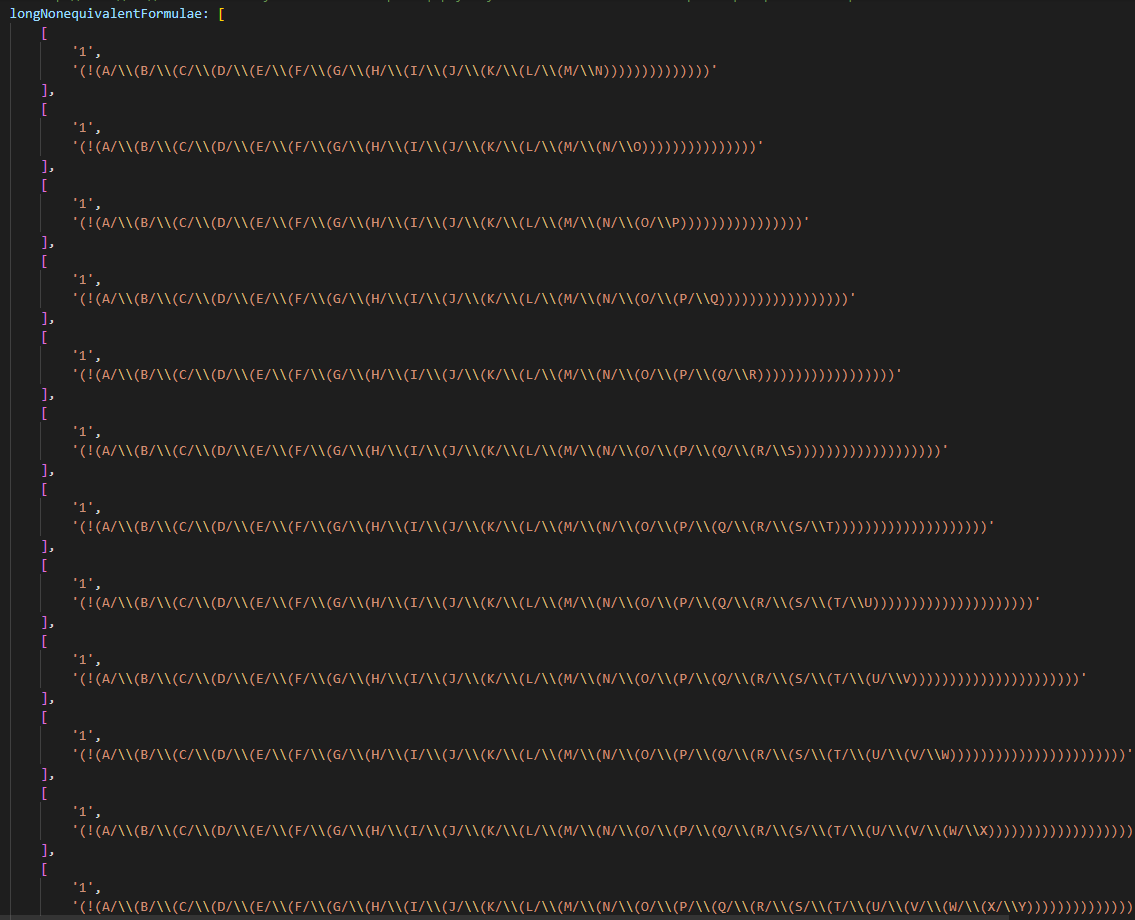 longNonequivalentFormulae: [
[
'1',
'(!(A/\\(B/\\(C/\\(D/\\(E/\\(F/\\(G/\\(H/\\(I/\\(J/\\(K/\\(L/\\(M/\\N))))))))))))))'
],
[
'1',
'(!(A/\\(B/\\(C/\\(D/\\(E/\\(F/\\(G/\\(H/\\(I/\\(J/\\(K/\\(L/\\(M/\\(N/\\O)))))))))))))))'
],
[
'1',
'(!(A/\\(B/\\(C/\\(D/\\(E/\\(F/\\(G/\\(H/\\(I/\\(J/\\(K/\\(L/\\(M/\\(N/\\(O/\\P))))))))))))))))'
],
[
'1',
'(!(A/\\(B/\\(C/\\(D/\\(E/\\(F/\\(G/\\(H/\\(I/\\(J/\\(K/\\(L/\\(M/\\(N/\\(O/\\(P/\\Q)))))))))))))))))'
],
[
'1',
'(!(A/\\(B/\\(C/\\(D/\\(E/\\(F/\\(G/\\(H/\\(I/\\(J/\\(K/\\(L/\\(M/\\(N/\\(O/\\(P/\\(Q/\\R))))))))))))))))))'
],
[
'1',
'(!(A/\\(B/\\(C/\\(D/\\(E/\\(F/\\(G/\\(H/\\(I/\\(J/\\(K/\\(L/\\(M/\\(N/\\(O/\\(P/\\(Q/\\(R/\\S)))))))))))))))))))'
],
[
'1',
'(!(A/\\(B/\\(C/\\(D/\\(E/\\(F/\\(G/\\(H/\\(I/\\(J/\\(K/\\(L/\\(M/\\(N/\\(O/\\(P/\\(Q/\\(R/\\(S/\\T))))))))))))))))))))'
],
[
'1',
'(!(A/\\(B/\\(C/\\(D/\\(E/\\(F/\\(G/\\(H/\\(I/\\(J/\\(K/\\(L/\\(M/\\(N/\\(O/\\(P/\\(Q/\\(R/\\(S/\\(T/\\U)))))))))))))))))))))'
],
[
'1',
'(!(A/\\(B/\\(C/\\(D/\\(E/\\(F/\\(G/\\(H/\\(I/\\(J/\\(K/\\(L/\\(M/\\(N/\\(O/\\(P/\\(Q/\\(R/\\(S/\\(T/\\(U/\\V))))))))))))))))))))))'
],
[
'1',
'(!(A/\\(B/\\(C/\\(D/\\(E/\\(F/\\(G/\\(H/\\(I/\\(J/\\(K/\\(L/\\(M/\\(N/\\(O/\\(P/\\(Q/\\(R/\\(S/\\(T/\\(U/\\(V/\\W)))))))))))))))))))))))'
],
[
'1',
'(!(A/\\(B/\\(C/\\(D/\\(E/\\(F/\\(G/\\(H/\\(I/\\(J/\\(K/\\(L/\\(M/\\(N/\\(O/\\(P/\\(Q/\\(R/\\(S/\\(T/\\(U/\\(V/\\(W/\\X)))))))))))))))))))
],
[
'1',
'(!(A/\\(B/\\(C/\\(D/\\(E/\\(F/\\(G/\\(H/\\(I/\\(J/\\(K/\\(L/\\(M/\\(N/\\(O/\\(P/\\(Q/\\(R/\\(S/\\(T/\\(U/\\(V/\\(W/\\(X/\\Y))))))))))))))